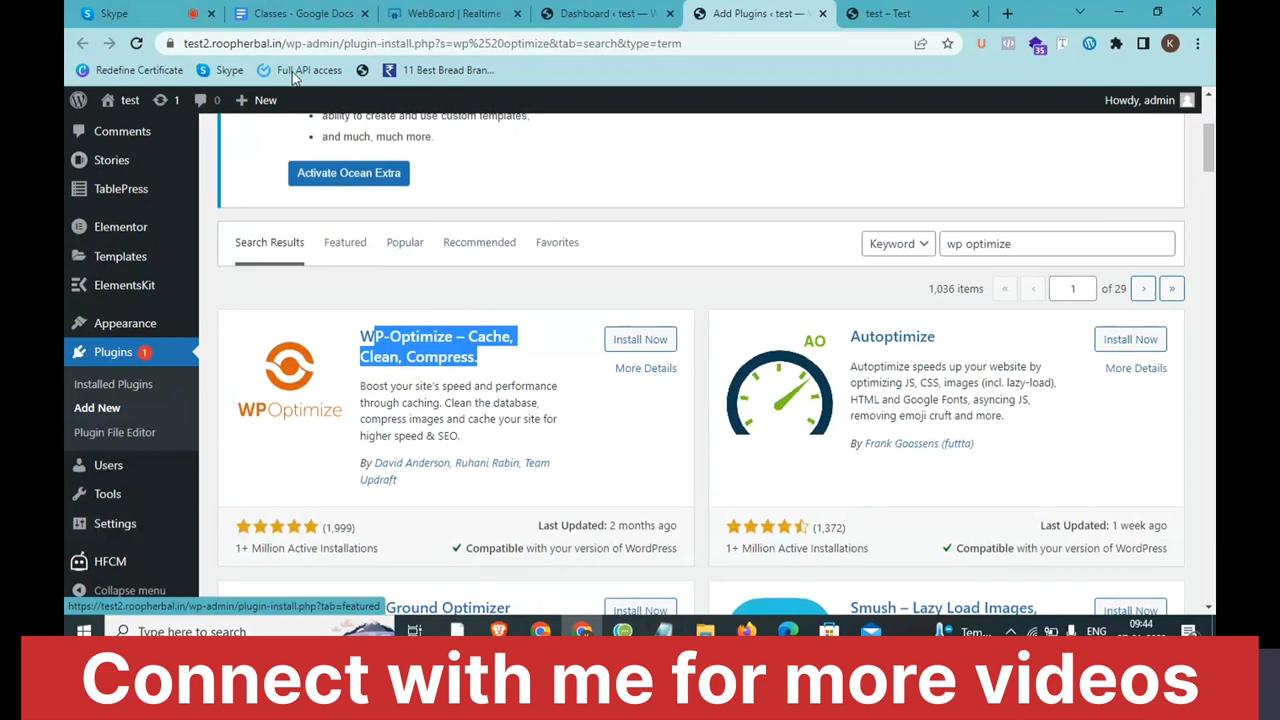 Skype
Classes - Google Docs
WebBoard | Realtime
Dashboard ‹ test —
Add Plugins ‹ test —
test – Test
test2.roopherbal.in/wp-admin/plugin-install.php?s=wp%2520optimize&tab=search&type=term
35
K
Redefine Certificate
Skype
Full API access
11 Best Bread Bran...
test
1
0
New
Howdy, admin
Comments
Stories
TablePress
Elementor
Templates
ElementsKit
Appearance
Plugins 1
Installed Plugins
Add New
Plugin File Editor
Users
Tools
Settings
HFCM
Collapse menu
ability to create and use custom templates,
and much, much more.
Activate Ocean Extra
Search Results
Featured
Popular
Recommended
Favorites
Keyword
wp optimize
1,036 items
«
‹
1
of 29
›
»
WPOptimize
WP-Optimize – Cache,
Clean, Compress.
Install Now
More Details
Boost your site's speed and performance
through caching. Clean the database,
compress images and cache your site for
higher speed & SEO.
By David Anderson, Ruhani Rabin, Team
Updraft
(1,999)
Last Updated: 2 months ago
1+ Million Active Installations
Compatible with your version of WordPress
AO
Autoptimize
Install Now
More Details
Autoptimize speeds up your website by
optimizing JS, CSS, images (incl. lazy-load),
HTML and Google Fonts, asyncing JS,
removing emoji cruft and more.
By Frank Goossens (futtta)
(1,372)
Last Updated: 1 week ago
1+ Million Active Installations
Compatible with your version of WordPress
https://test2.roopherbal.in/wp-admin/plugin-install.php?tab=featured
Ground Optimizer
Install Now
Smush – Lazy Load Images,
Install Now
Type here to search
Tem...
ENG
09:44
Connect with me for more videos